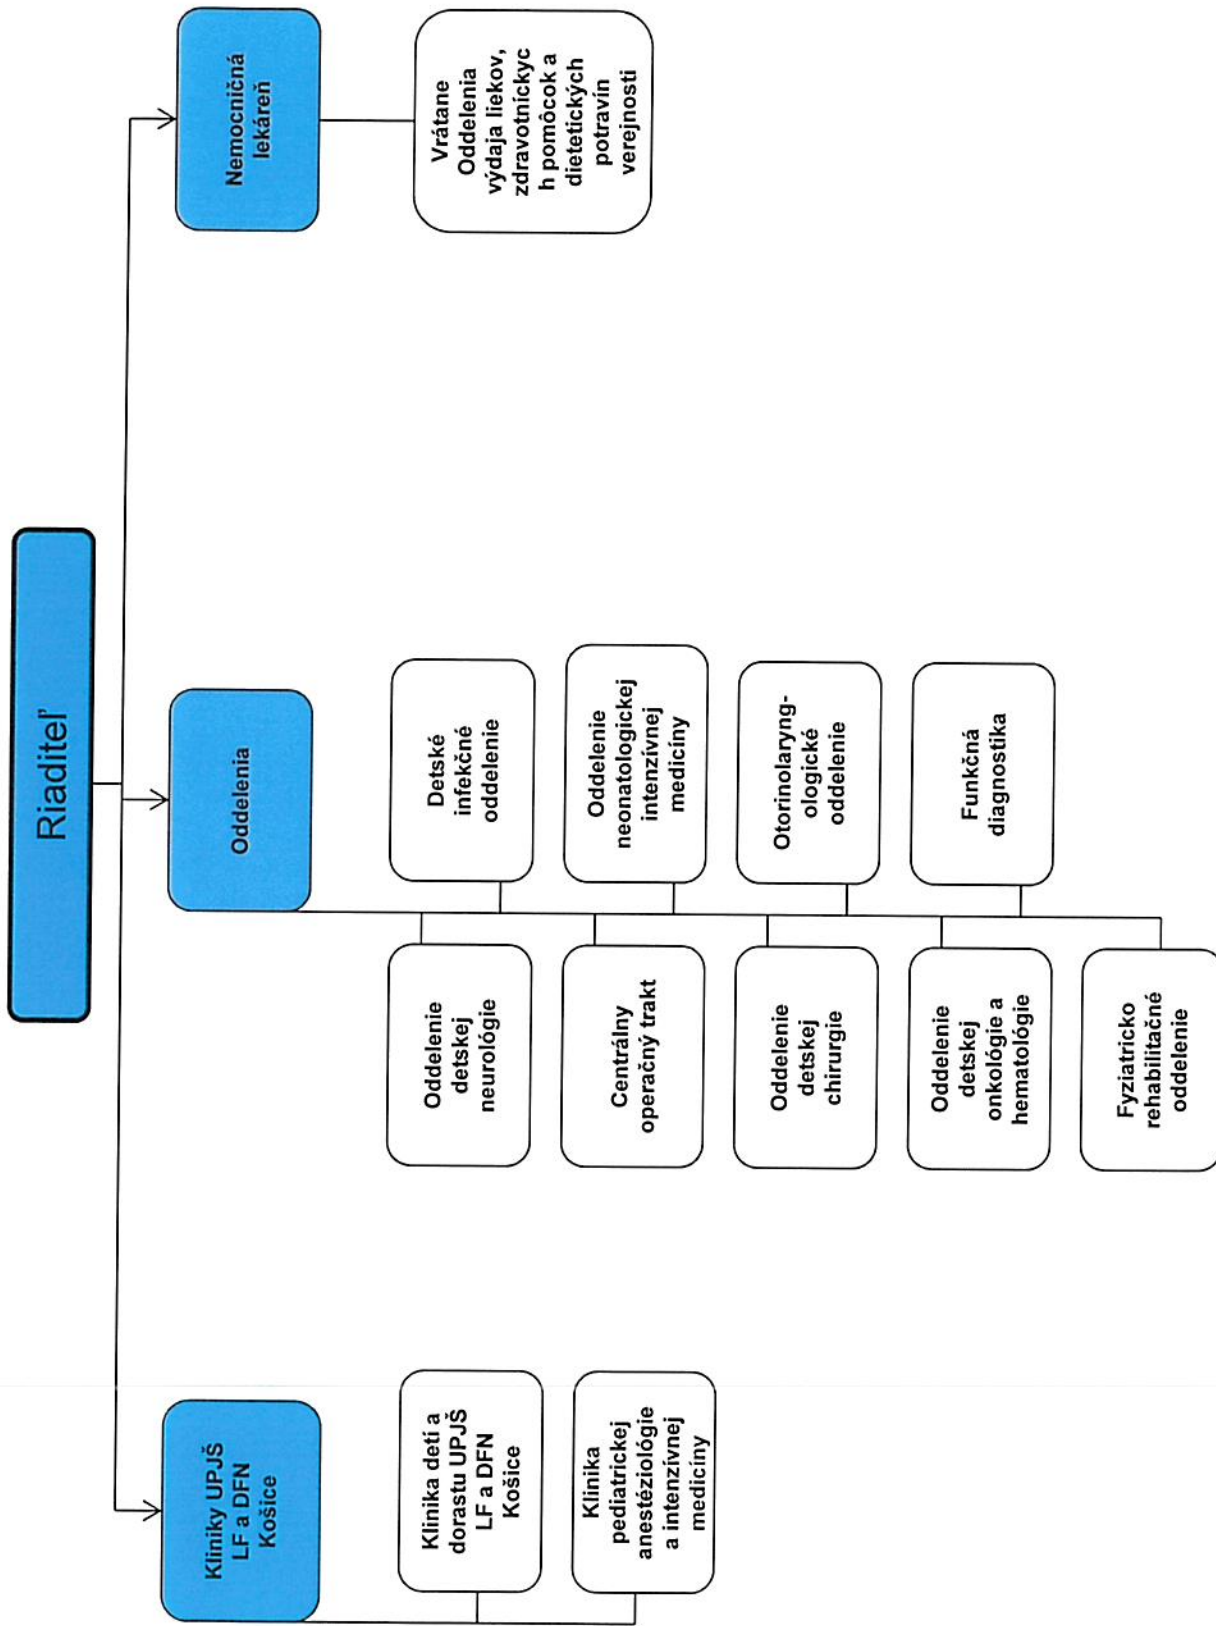 Riaditeľ
Kliniky UPJŠ
LF a DFN
Košice
Oddelenia
Nemocničná
lekáreň
Klinika deti a
dorastu UPJŠ
LF a DFN
Košice
Klinika
pediatrickej
anestéziológie
a intenzívnej
medicíny
Oddelenie
detskej
neurológie
Detské
infekčné
oddelenie
Centrálny
operačný trakt
Oddelenie
neonatologickej
intenzívnej
medicíny
Oddelenie
detskej
chirurgie
Otorinolaryng-
ologické
oddelenie
Oddelenie
detskej
onkológie a
hematológie
Funkčná
diagnostika
Fyziatricko
rehabilitačné
oddelenie
Vrátane
Oddelenia
výdaja liekov,
zdravotníckyc
h pomôcok a
dietetických
potravín
verejnosti